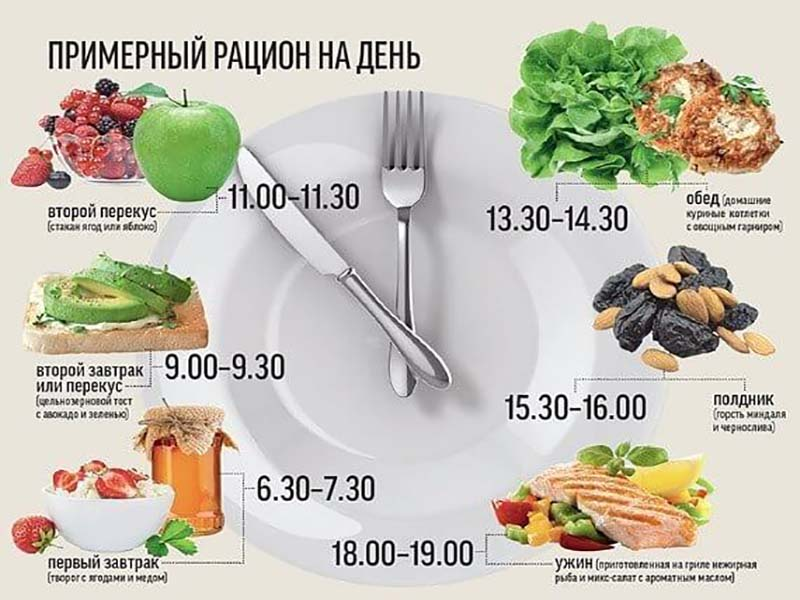 ПРИМЕРНЫЙ РАЦИОН НА ДЕНЬ
11.00–11.30
второй перекус
(стакан ягод или яблоко)
13.30–14.30
обед (домашние
куриные котлетки
с овощным гарниром)
9.00–9.30
второй завтрак
или перекус
(цельнозерновой тост
с авокадо и зеленью)
15.30–16.00
полдник
(горсть миндаля
и чернослива)
6.30–7.30
первый завтрак
(творог с ягодами и медом)
18.00–19.00
ужин (приготовленная на гриле нежирная
рыба и микс-салат с ароматным маслом)